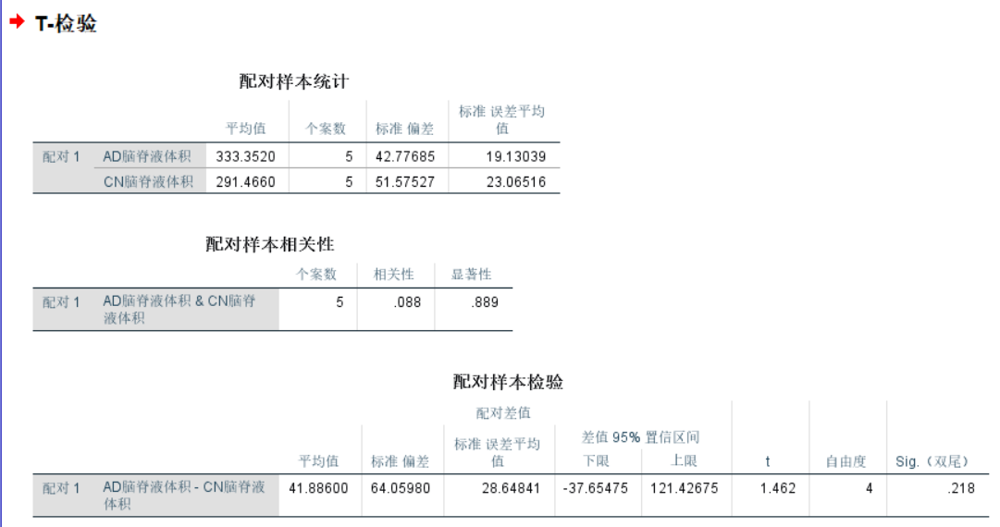 T-检验
配对样本统计
平均值 个案数 标准 偏差 标准 误差平均值
配对 1 AD脑脊液体积 333.3520 5 42.77685 19.13039
CN脑脊液体积 291.4660 5 51.57527 23.06516
配对样本相关性
个案数 相关性 显著性
配对 1 AD脑脊液体积 & CN脑脊 5 .088 .889
液体积
配对样本检验
配对差值
差值 95% 置信区间
平均值 标准 偏差 标准 误差平均值 下限 上限 t 自由度 Sig.（双尾）
配对 1 AD脑脊液体积 - CN脑脊液 41.88600 64.05980 28.64841 -37.65475 121.42675 1.462 4 .218
体积